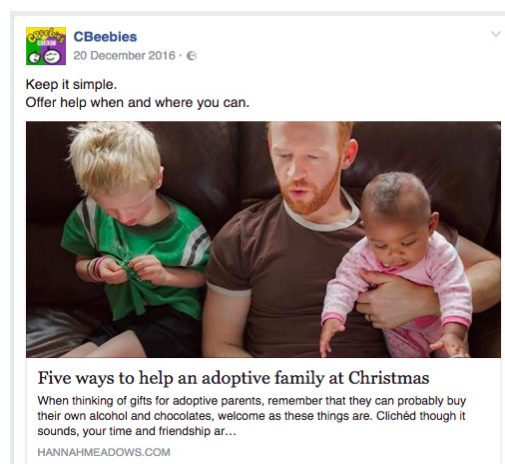 CBeebies
CBeebies
20 December 2016 ·
Keep it simple.
Offer help when and where you can.
Five ways to help an adoptive family at Christmas
When thinking of gifts for adoptive parents, remember that they can probably buy
their own alcohol and chocolates, welcome as these things are. Clichéd though it
sounds, your time and friendship ar...
HANNAHMEADOWS.COM